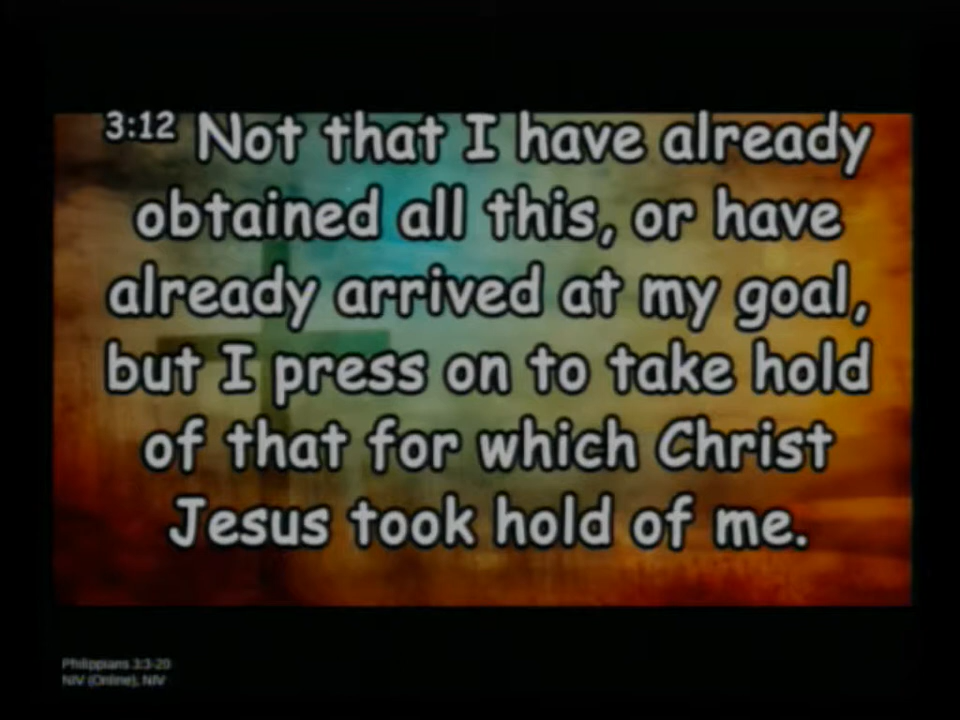 3:12 Not that I have already
obtained all this, or have
already arrived at my goal,
but I press on to take hold
of that for which Christ
Jesus took hold of me.
Philippians 3:3-20
NIV (Online), NIV